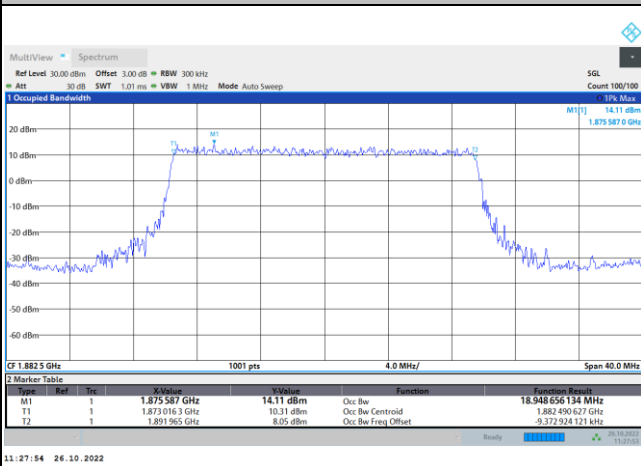 MultiView Spectrum
Ref Level 30.00 dBm Offset 3.00 dB RBW 300 kHz SGL
Att 30 dB SWT 1.01 ms VBW 1 MHz Mode Auto Sweep Count 100/100
1 Occupied Bandwidth 1Pk Max
M1[1] 14.11 dBm
1.875 587 0 GHz
20 dBm
M1
T1
T2
10 dBm
0 dBm
-10 dBm
-20 dBm
-30 dBm
-40 dBm
-50 dBm
-60 dBm
CF 1.882 5 GHz 1001 pts 4.0 MHz/ Span 40.0 MHz
2 Marker Table
Type Ref Trc X-Value Y-Value Function Function Result
M1 1 1.875 587 GHz 14.11 dBm Occ Bw 18.948 656 134 MHz
T1 1 1.873 016 3 GHz 10.31 dBm Occ Bw Centroid 1.882 490 627 GHz
T2 1 1.891 965 GHz 8.05 dBm Occ Bw Freq Offset -9.372 924 121 kHz
Ready 26.10.2022
11:27:53
11:27:54 26.10.2022